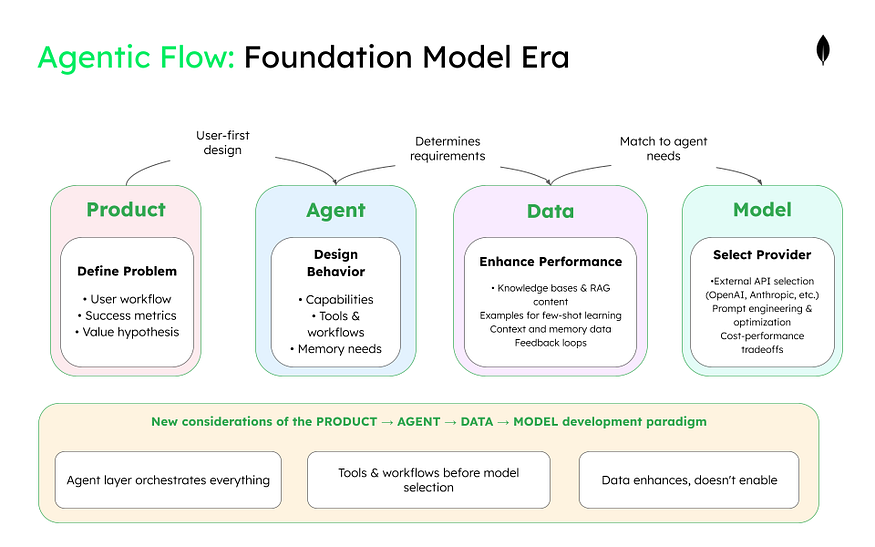 Agentic Flow: Foundation Model Era
User-first
design
Determines
requirements
Match to agent
needs
Product
Define Problem
• User workflow
• Success metrics
• Value hypothesis
Agent
Design
Behavior
• Capabilities
• Tools &
workflows
• Memory needs
Data
Enhance Performance
• Knowledge bases & RAG
content
Examples for few-shot learning
Context and memory data
Feedback loops
Model
Select Provider
•External API selection
(OpenAI, Anthropic, etc.)
Prompt engineering &
optimization
Cost-performance
tradeoffs
New considerations of the PRODUCT → AGENT → DATA → MODEL development paradigm
Agent layer orchestrates everything
Tools & workflows before model
selection
Data enhances, doesn't enable